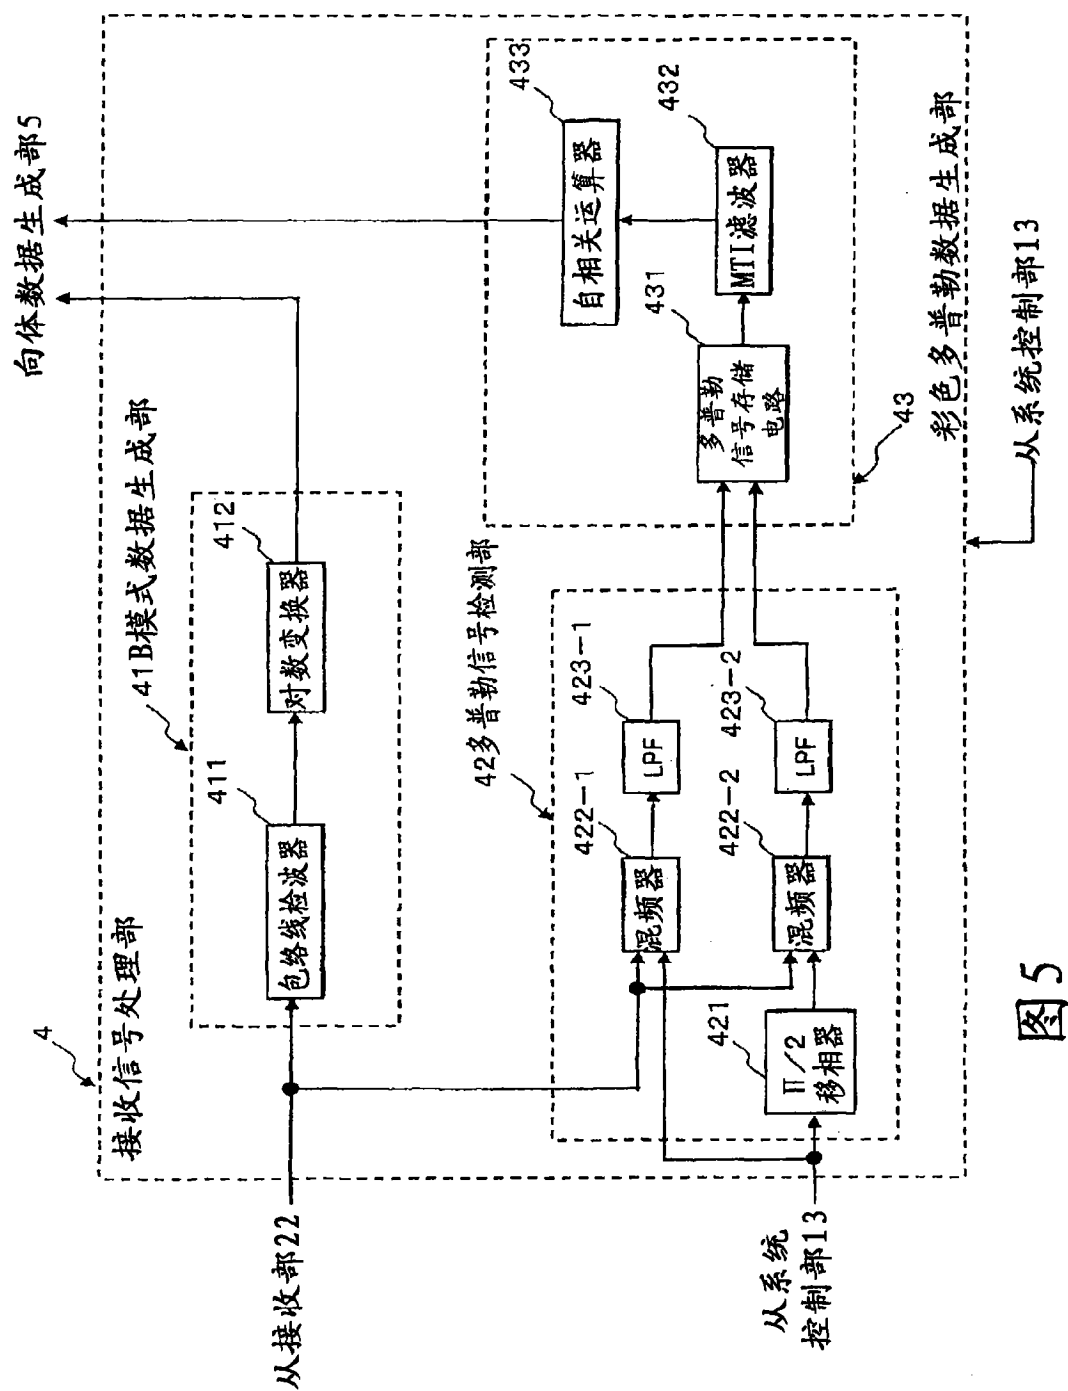 4
接收信号处理部
41B模式数据生成部
向体数据生成部5
411
包络线检波器
412
对数变换器
从接收部22
42多普勒信号检测部
422-1
混频器
423-1
LPF
422-2
混频器
423-2
LPF
421
π/2
移相器
从系统
控制部13
433
自相关运算器
432
MTI滤波器
431
多普勒
信号存储
电路
43
彩色多普勒数据生成部
从系统控制部13
图5